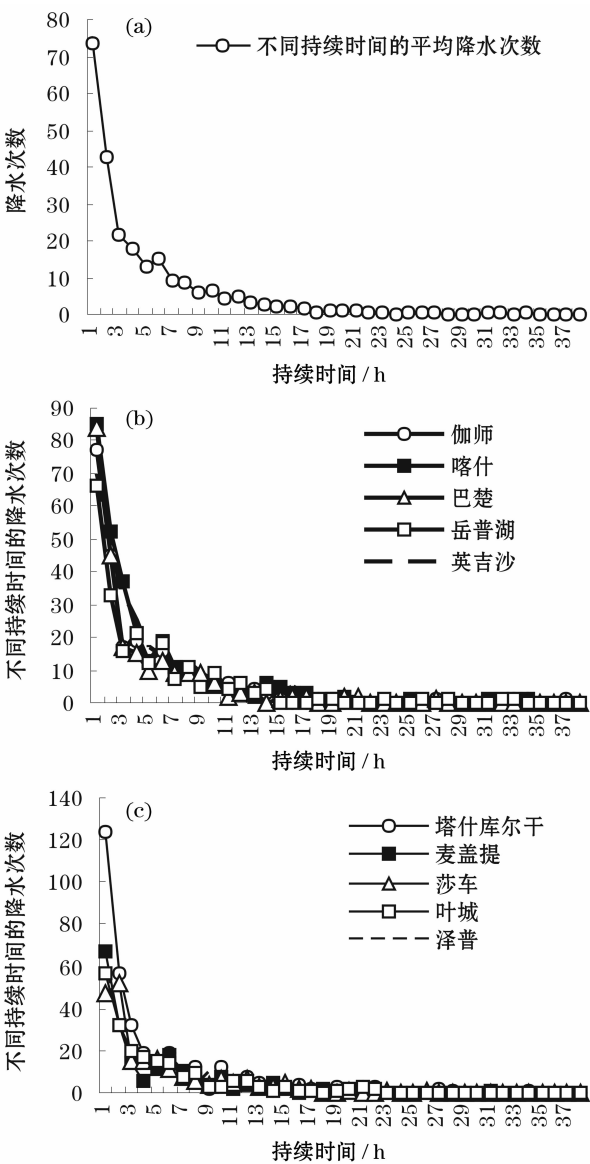 80
(a)
不同持续时间的平均降水次数
70
60
50
40
30
20
10
0
降水次数
1 3 5 7 9 11 13 15 17 19 21 23 25 27 29 31 33 35 37
持续时间/h
90
(b)
80
70
60
50
40
30
20
10
0
不同持续时间的降水次数
伽师
喀什
巴楚
岳普湖
英吉沙
1 3 5 7 9 11 13 15 17 19 21 23 25 27 29 31 33 35 37
持续时间/h
140
(c)
120
100
80
60
40
20
0
不同持续时间的降水次数
塔什库尔干
麦盖提
莎车
叶城
泽普
1 3 5 7 9 11 13 15 17 19 21 23 25 27 29 31 33 35 37
持续时间/h